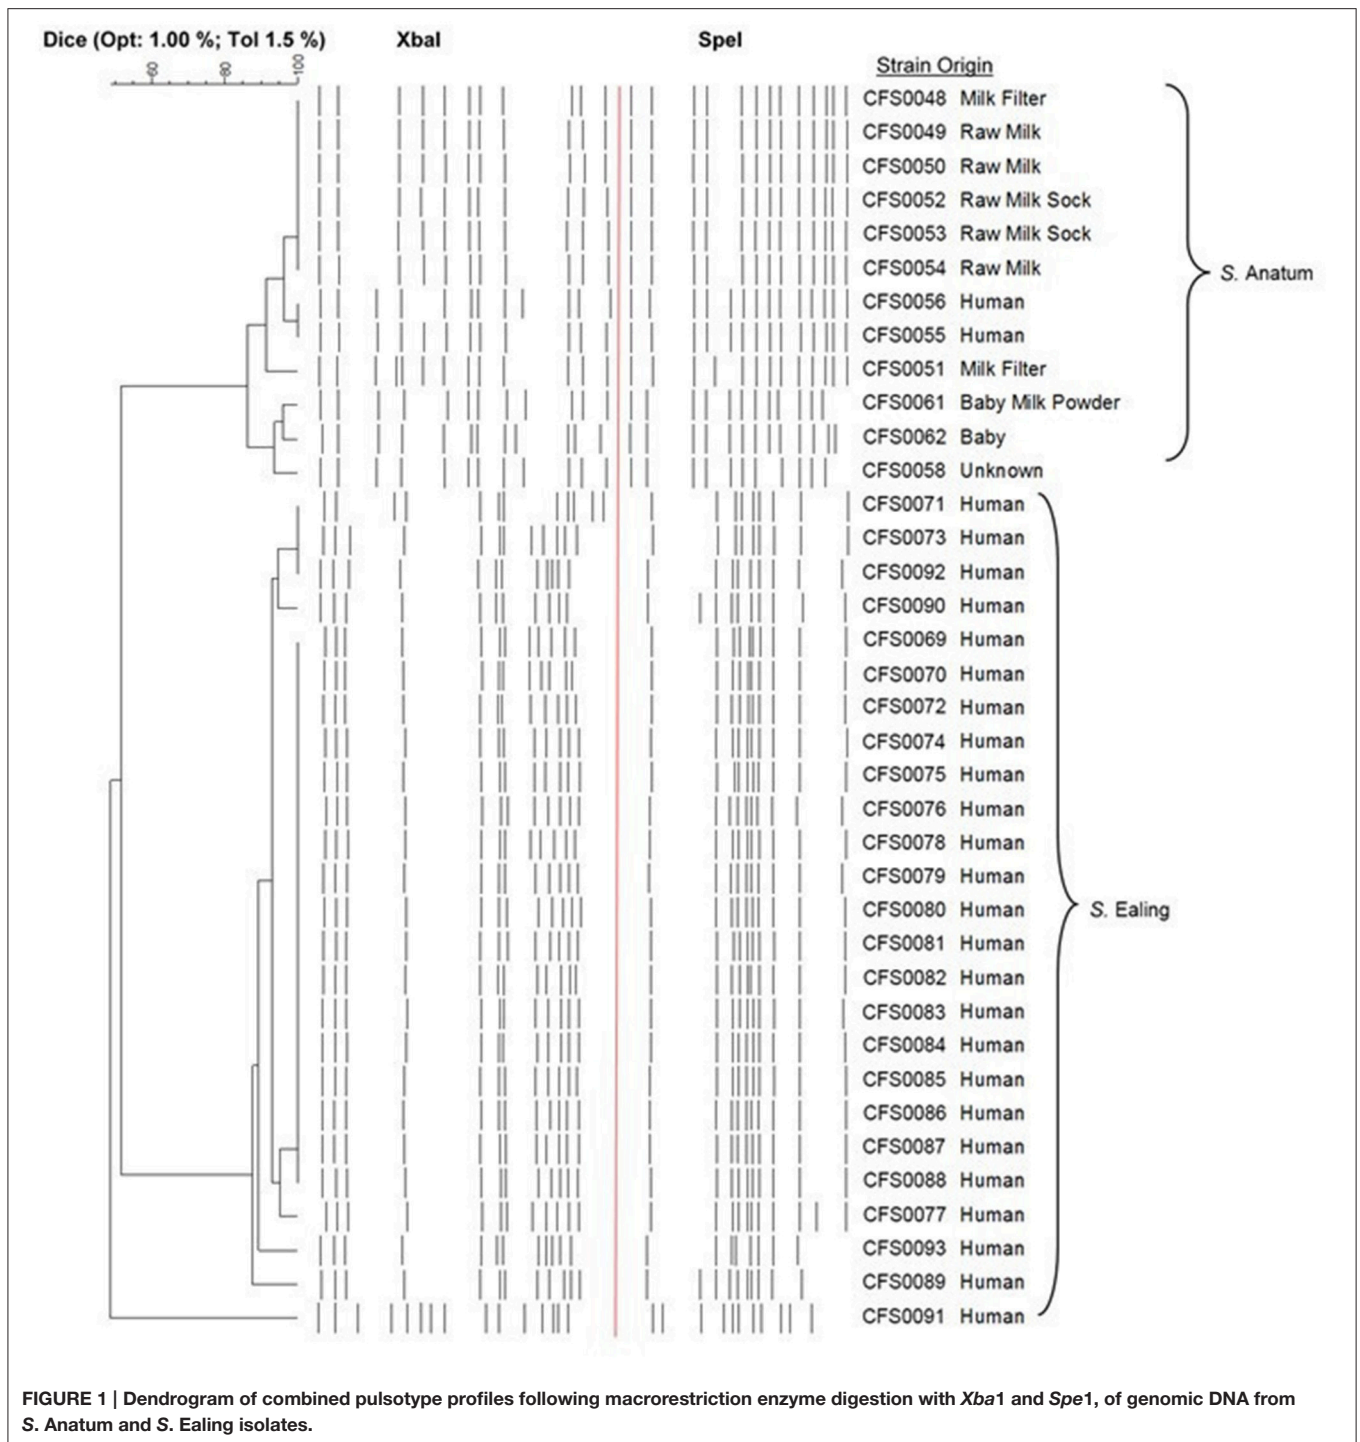 Dice (Opt: 1.00 %; Tol 1.5 %) XbaI SpeI
60 80 100
Strain Origin
CFS0048 Milk Filter
CFS0049 Raw Milk
CFS0050 Raw Milk
CFS0052 Raw Milk Sock
CFS0053 Raw Milk Sock
CFS0054 Raw Milk
S. Anatum
CFS0056 Human
CFS0055 Human
CFS0051 Milk Filter
CFS0061 Baby Milk Powder
CFS0062 Baby
CFS0058 Unknown
CFS0071 Human
CFS0073 Human
CFS0092 Human
CFS0090 Human
CFS0069 Human
CFS0070 Human
CFS0072 Human
CFS0074 Human
CFS0075 Human
CFS0076 Human
CFS0078 Human
CFS0079 Human
CFS0080 Human
S. Ealing
CFS0081 Human
CFS0082 Human
CFS0083 Human
CFS0084 Human
CFS0085 Human
CFS0086 Human
CFS0087 Human
CFS0088 Human
CFS0077 Human
CFS0093 Human
CFS0089 Human
CFS0091 Human
FIGURE 1 | Dendrogram of combined pulsotype profiles following macrorestriction enzyme digestion with Xba1 and Spe1, of genomic DNA from
S. Anatum and S. Ealing isolates.